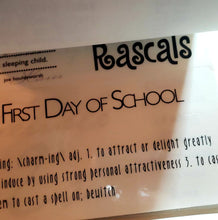 sleeping child.
Rascals
First Day of School
ing: \charm-ing\ adj. 1. to attract or delight greatly
induce by using strong personal attractiveness 3. to cas
em to cast a spell on; bewitch